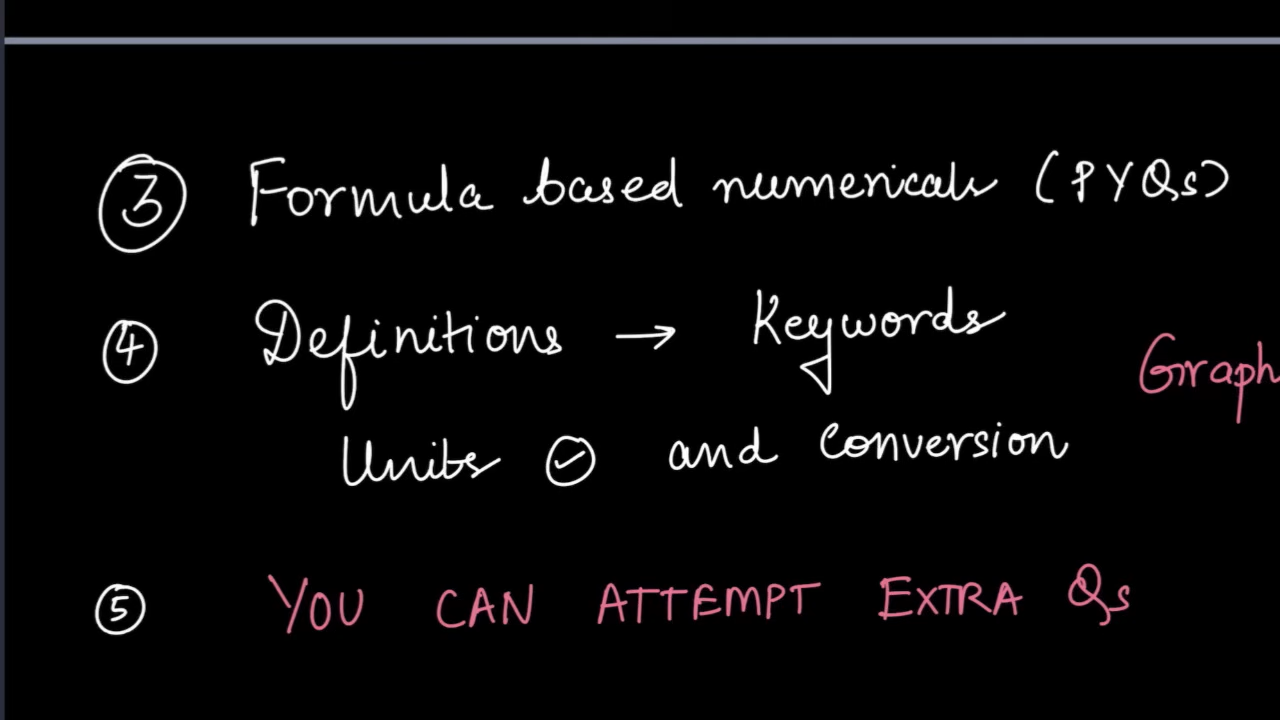 ③ Formula based numericals (PYQs)
④ Definitions → Keywords
Graph
Units and conversion
⑤ YOU CAN ATTEMPT EXTRA Qs